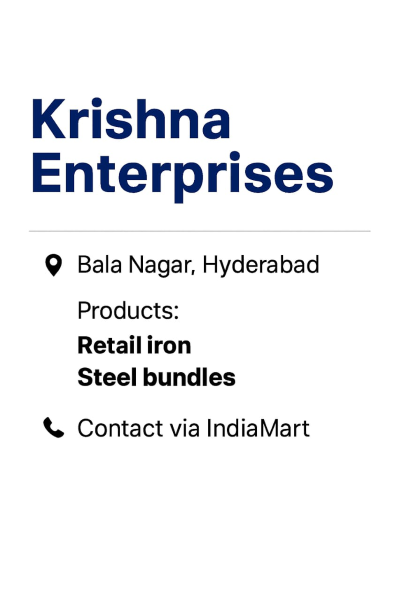 Krishna
Enterprises
Bala Nagar, Hyderabad
Products:
Retail iron
Steel bundles
Contact via IndiaMart